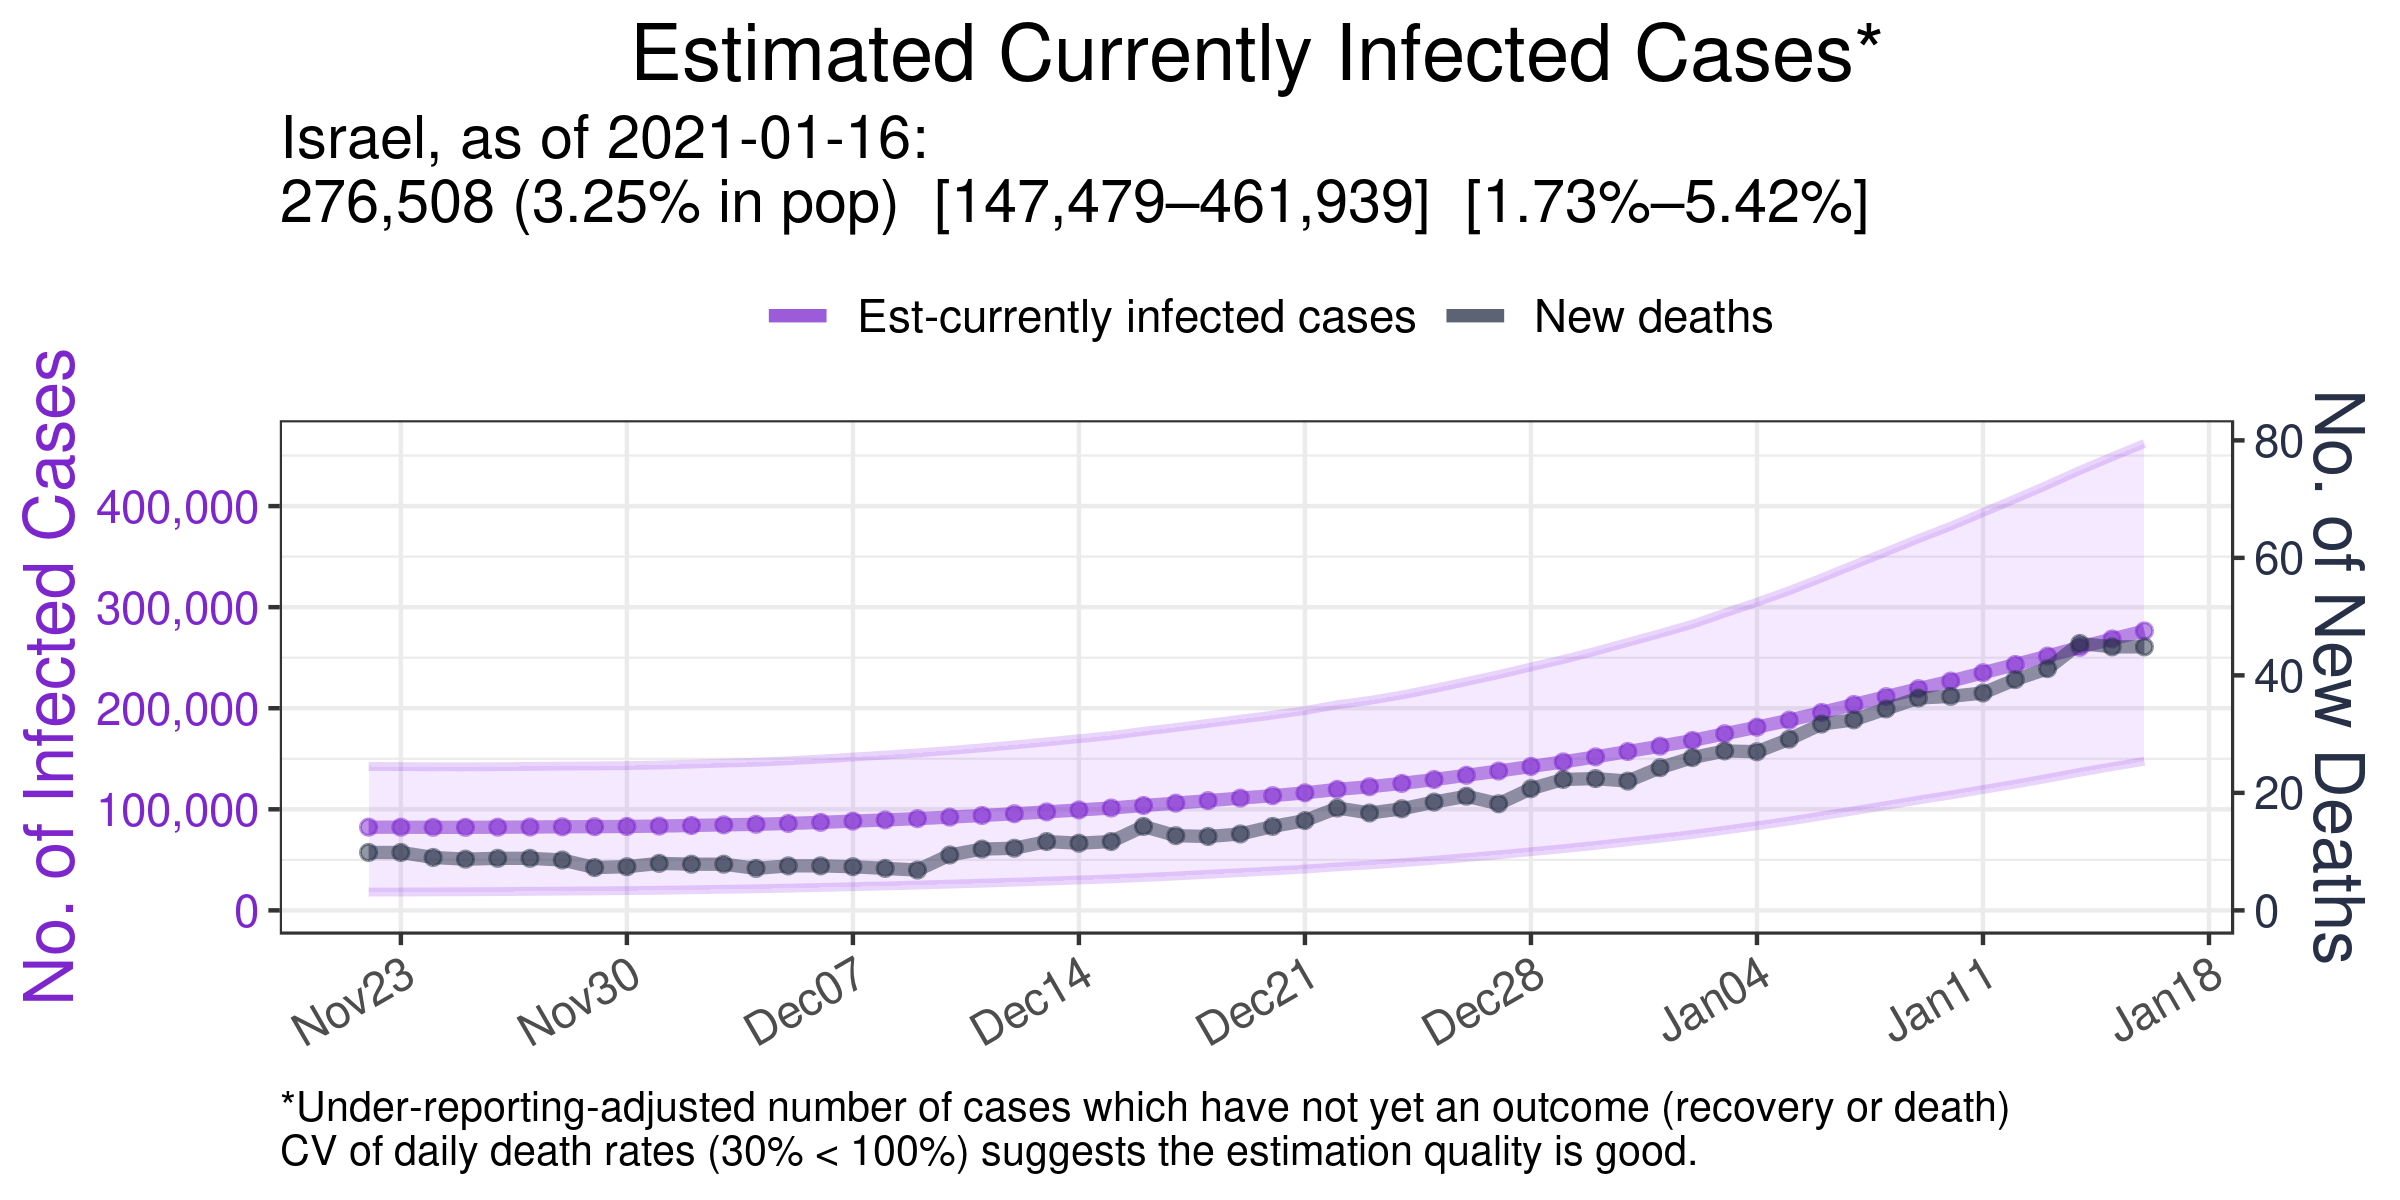 Estimated Currently Infected Cases*
Israel, as of 2021-01-16:
276,508 (3.25% in pop)  [147,479–461,939]  [1.73%–5.42%]
Est-currently infected cases
New deaths
No. of Infected Cases
400,000
300,000
200,000
100,000
0
80
60
40
20
0
No. of New Deaths
Nov23
Nov30
Dec07
Dec14
Dec21
Dec28
Jan04
Jan11
Jan18
*Under-reporting-adjusted number of cases which have not yet an outcome (recovery or death)
CV of daily death rates (30% < 100%) suggests the estimation quality is good.